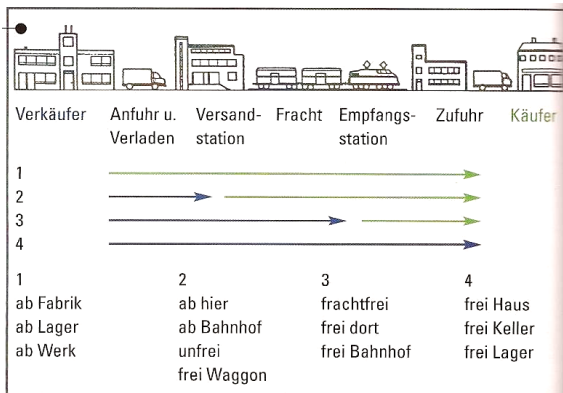 Verkäufer Anfuhr u. Versand- Fracht Empfangs- Zufuhr Käufer
Verladen station station
1
2
3
4
1 2 3 4
ab Fabrik ab hier frachtfrei frei Haus
ab Lager ab Bahnhof frei dort frei Keller
ab Werk unfrei frei Bahnhof frei Lager
frei Waggon